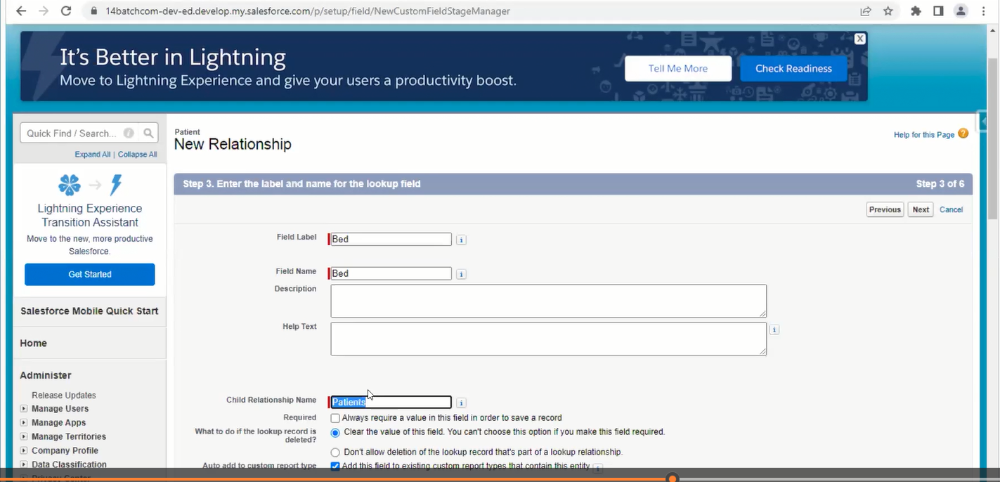 14batchcom-dev-ed.develop.my.salesforce.com/p/setup/field/NewCustomFieldStageManager
It's Better in Lightning
Move to Lightning Experience and give your users a productivity boost.
Tell Me More
Check Readiness
X
Quick Find / Search...
Expand All | Collapse All
Lightning Experience
Transition Assistant
Move to the new, more productive
Salesforce.
Get Started
Salesforce Mobile Quick Start
Home
Administer
Release Updates
Manage Users
Manage Apps
Manage Territories
Company Profile
Data Classification
Privacy Center
Patient
New Relationship
Help for this Page ?
Step 3. Enter the label and name for the lookup field
Step 3 of 6
Previous Next Cancel
Field Label Bed i
Field Name Bed i
Description
Help Text i
Child Relationship Name Patients i
Required Always require a value in this field in order to save a record
What to do if the lookup record is
deleted?
Clear the value of this field. You can't choose this option if you make this field required.
Don't allow deletion of the lookup record that's part of a lookup relationship.
Auto add to custom report type Add this field to existing custom report types that contain this entity i